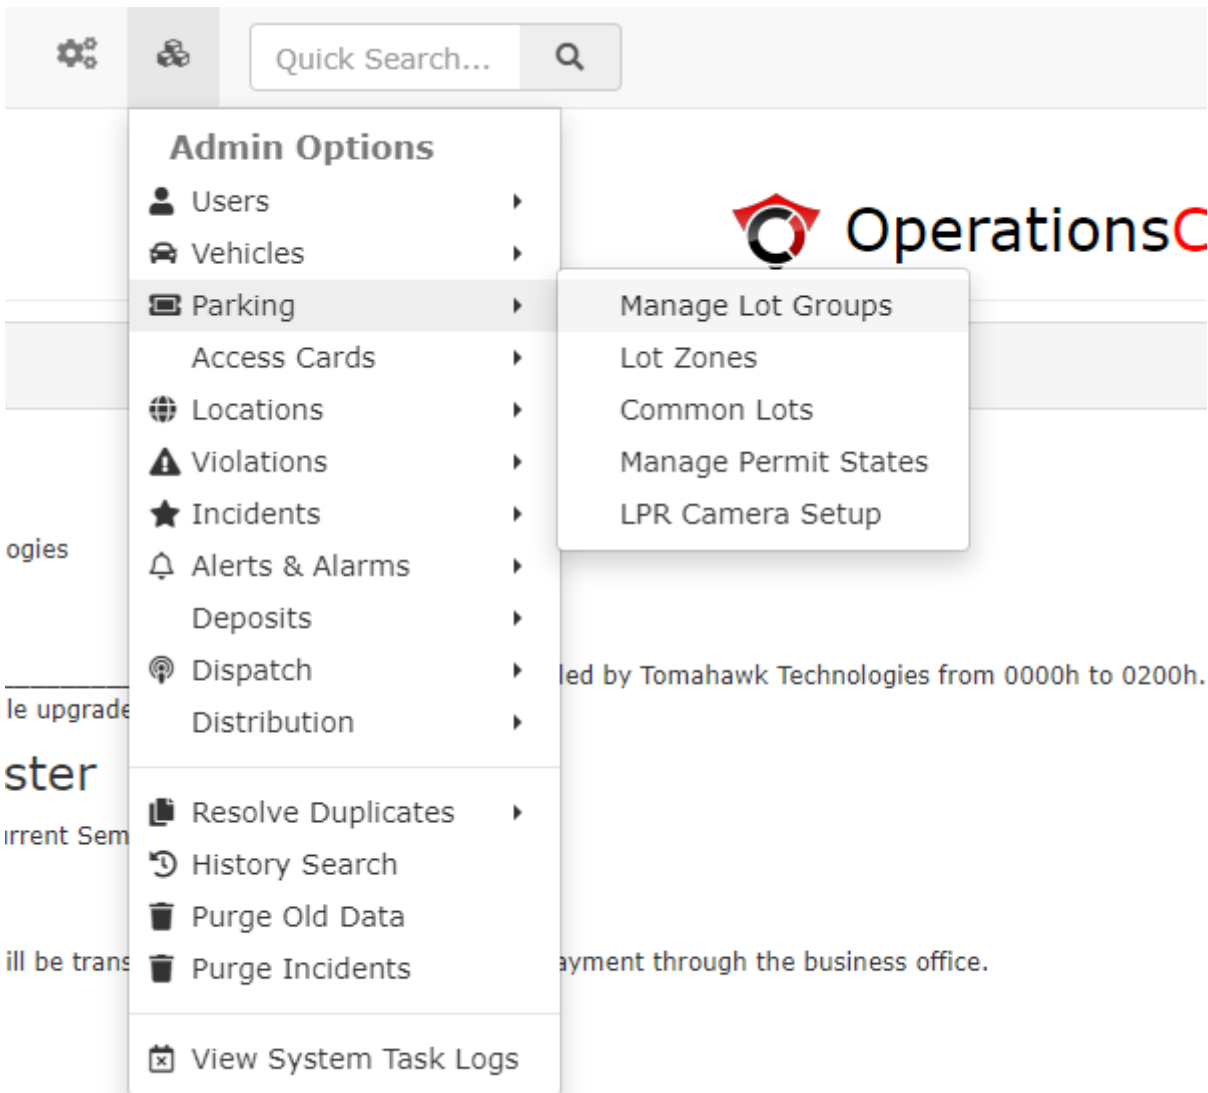 Quick Search...
Admin Options
Users
Vehicles
Parking
Access Cards
Locations
Violations
Incidents
Alerts & Alarms
Deposits
Dispatch
Distribution
Resolve Duplicates
History Search
Purge Old Data
Purge Incidents
View System Task Logs
Manage Lot Groups
Lot Zones
Common Lots
Manage Permit States
LPR Camera Setup
OperationsC
ogies
led by Tomahawk Technologies from 0000h to 0200h.
le upgrade
ster
rrent Sem
ill be trans ayment through the business office.